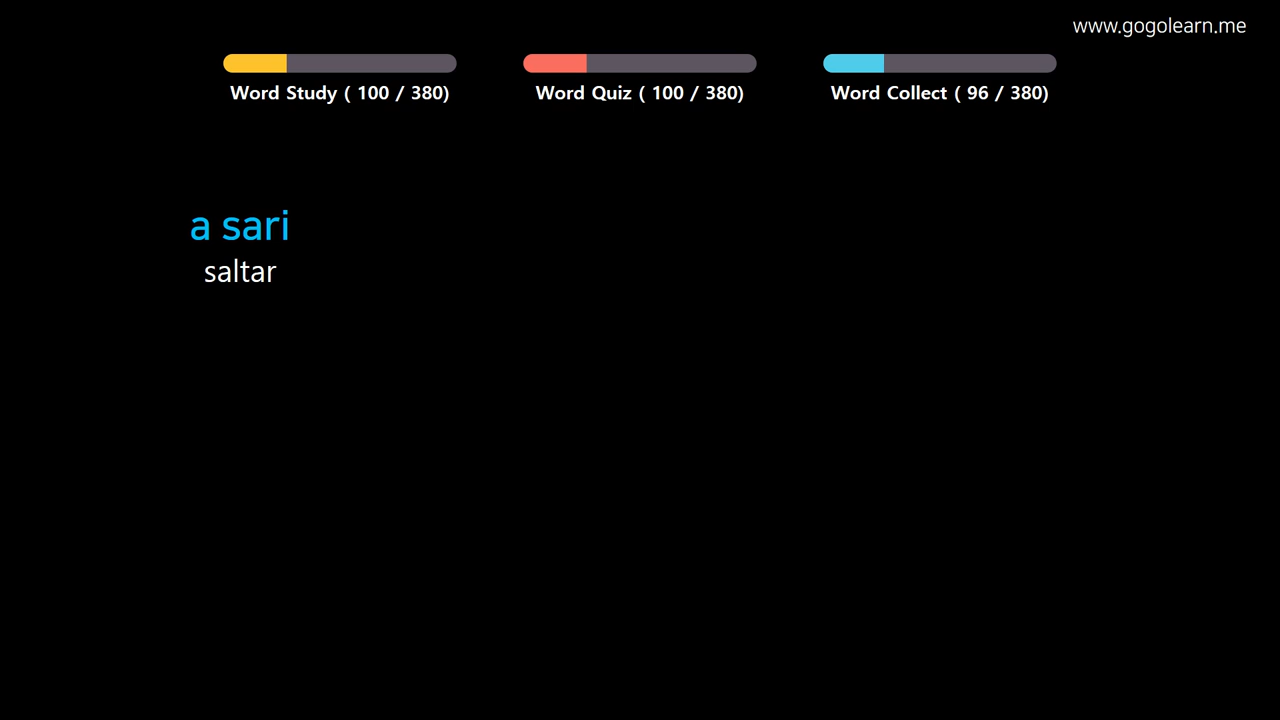 www.gogolearn.me
Word Study ( 100 / 380)
Word Quiz ( 100 / 380)
Word Collect ( 96 / 380)
a sari
saltar